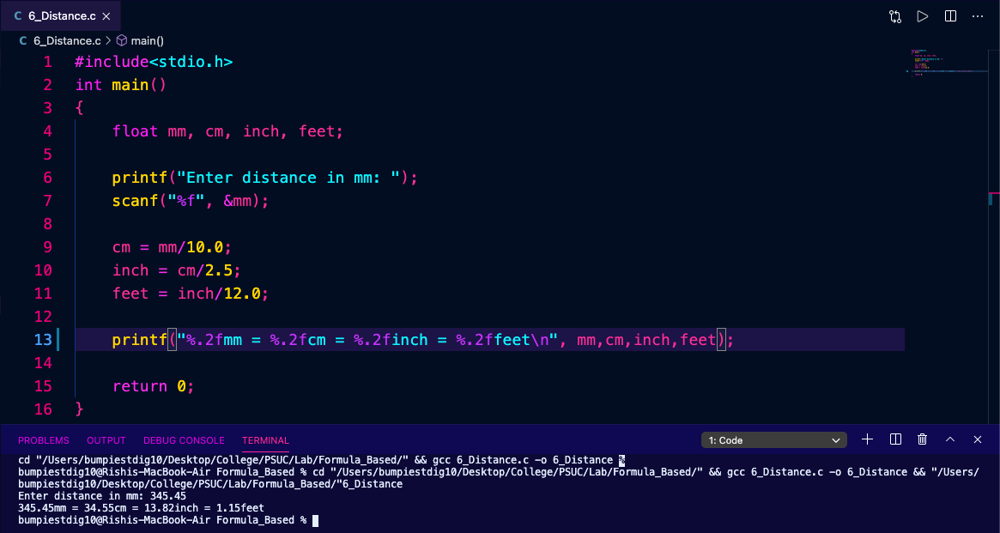 C 6_Distance.c ×
C 6_Distance.c > main()
1 #include<stdio.h>
2 int main()
3 {
4     float mm, cm, inch, feet;
5
6     printf("Enter distance in mm: ");
7     scanf("%f", &mm);
8
9     cm = mm/10.0;
10     inch = cm/2.5;
11     feet = inch/12.0;
12
13     printf("%.2fmm = %.2fcm = %.2finch = %.2ffeet\n", mm,cm,inch,feet);
14
15     return 0;
16 }
PROBLEMS OUTPUT DEBUG CONSOLE TERMINAL 1: Code
cd "/Users/bumpiestdig10/Desktop/College/PSUC/Lab/Formula_Based/" && gcc 6_Distance.c -o 6_Distance %
bumpiestdig10@Rishis-MacBook-Air Formula_Based % cd "/Users/bumpiestdig10/Desktop/College/PSUC/Lab/Formula_Based/" && gcc 6_Distance.c -o 6_Distance && "/Users/
bumpiestdig10/Desktop/College/PSUC/Lab/Formula_Based/"6_Distance
Enter distance in mm: 345.45
345.45mm = 34.55cm = 13.82inch = 1.15feet
bumpiestdig10@Rishis-MacBook-Air Formula_Based %